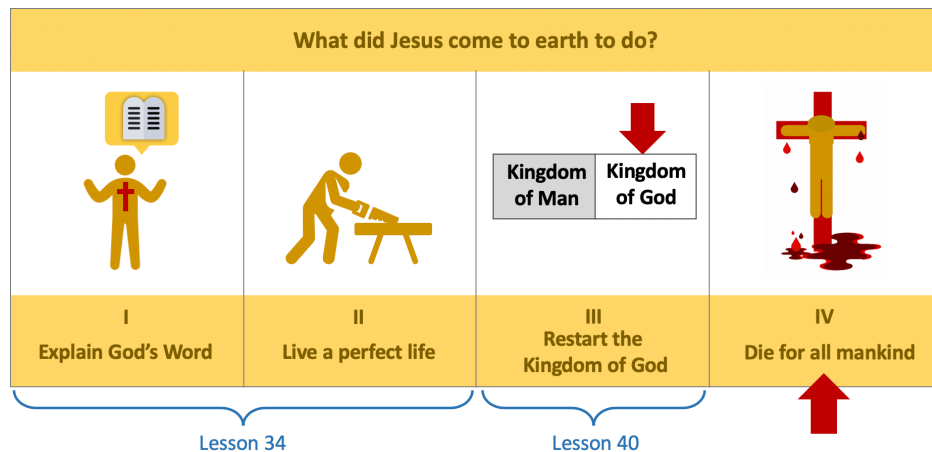 What did Jesus come to earth to do?
Kingdom
of Man
Kingdom
of God
I
Explain God’s Word
II
Live a perfect life
III
Restart the
Kingdom of God
IV
Die for all mankind
Lesson 34
Lesson 40